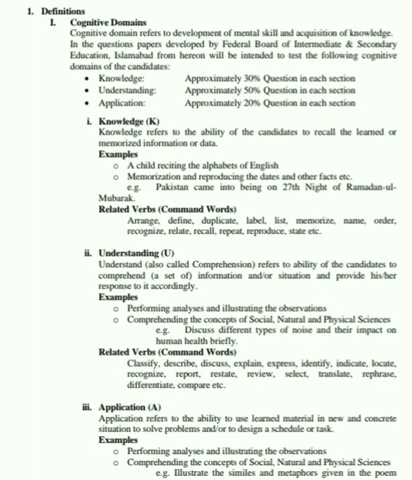 1. Definitions
I. Cognitive Domains
Cognitive domain refers to development of mental skill and acquisition of knowledge.
In the questions papers developed by Federal Board of Intermediate & Secondary
Education, Islamabad from hereon will be intended to test the following cognitive
domains of the candidates:
• Knowledge: Approximately 30% Question in each section
• Understanding: Approximately 50% Question in each section
• Application: Approximately 20% Question in each section
i. Knowledge (K)
Knowledge refers to the ability of the candidates to recall the learned or
memorized information or data.
Examples
o A child reciting the alphabets of English
o Memorization and reproducing the dates and other facts etc.
e.g. Pakistan came into being on 27th Night of Ramadan-ul-
Mubarak.
Related Verbs (Command Words)
Arrange, define, duplicate, label, list, memorize, name, order,
recognize, relate, recall, repeat, reproduce, state etc.
ii. Understanding (U)
Understand (also called Comprehension) refers to ability of the candidates to
comprehend (a set of) information and/or situation and provide his/her
response to it accordingly.
Examples
o Performing analyses and illustrating the observations
o Comprehending the concepts of Social, Natural and Physical Sciences
e.g. Discuss different types of noise and their impact on
human health briefly.
Related Verbs (Command Words)
Classify, describe, discuss, explain, express, identify, indicate, locate,
recognize, report, restate, review, select, translate, rephrase,
differentiate, compare etc.
iii. Application (A)
Application refers to the ability to use learned material in new and concrete
situation to solve problems and/or to design a schedule or task.
Examples
o Performing analyses and illustrating the observations
o Comprehending the concepts of Social, Natural and Physical Sciences
e.g. Illustrate the similes and metaphors given in the poem